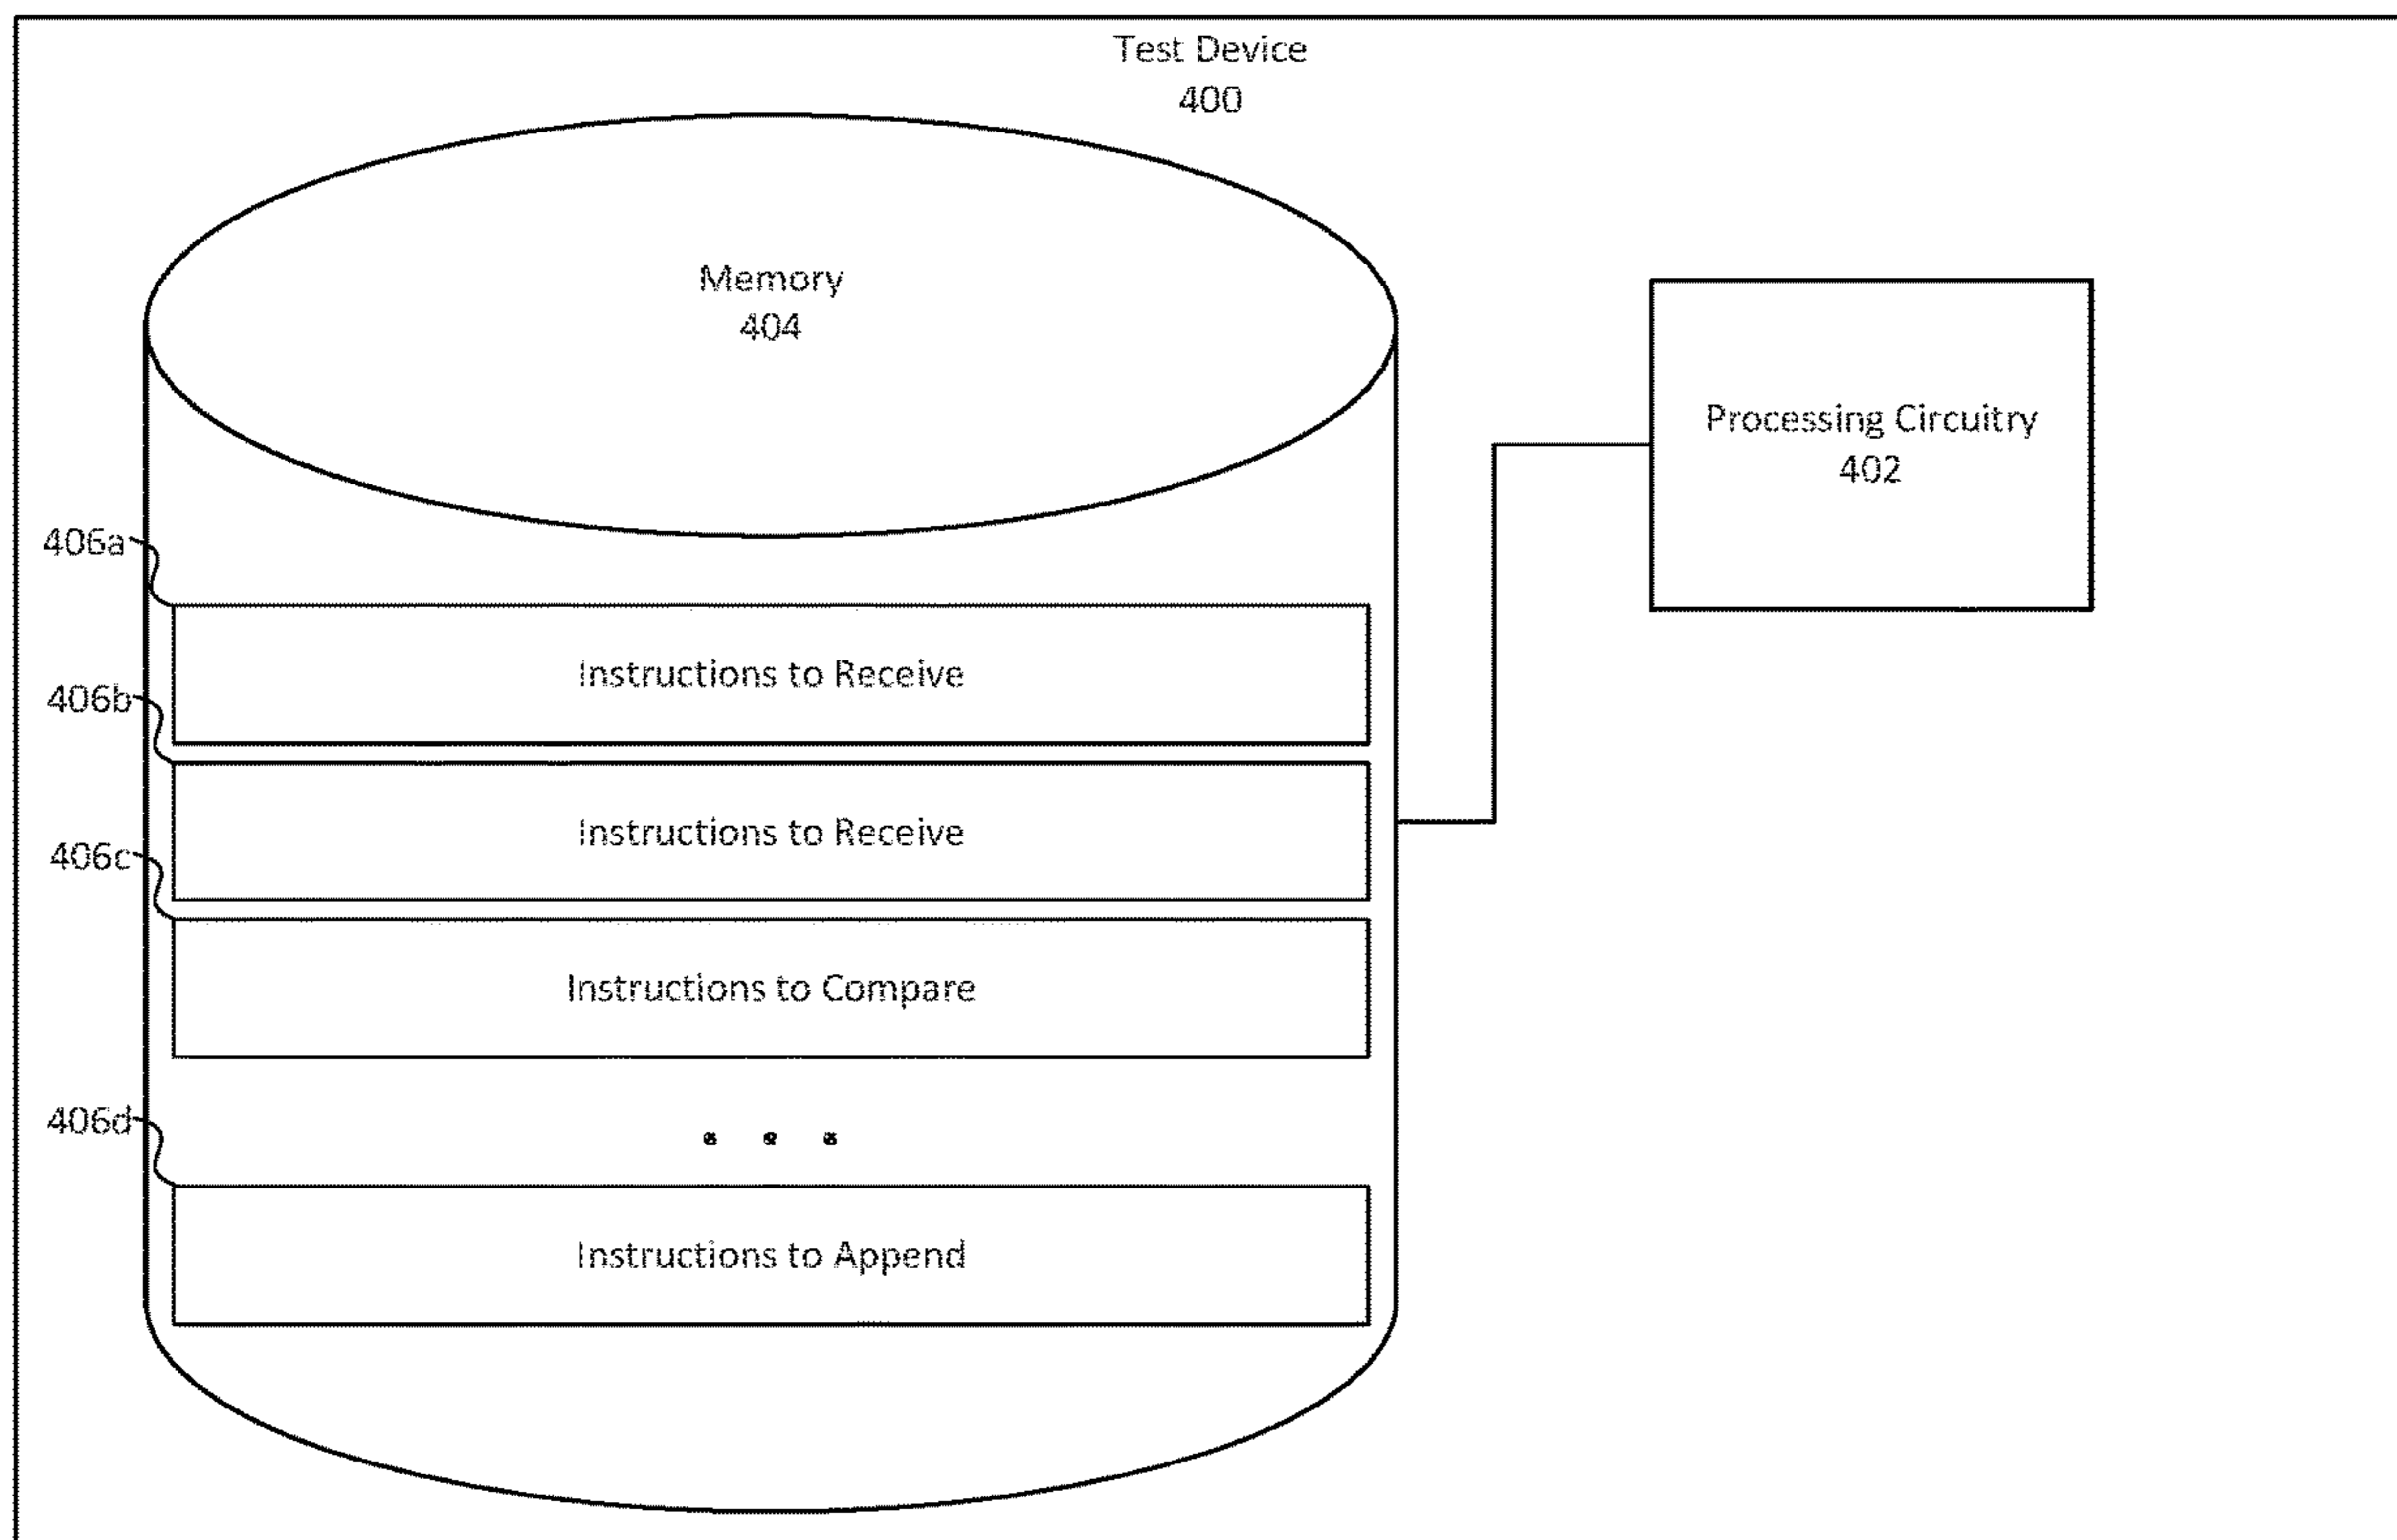 Test Device
400
Memory
404
Processing Circuitry
402
406a
Instructions to Receive
406b
Instructions to Receive
406c
Instructions to Compare
406d
Instructions to Append